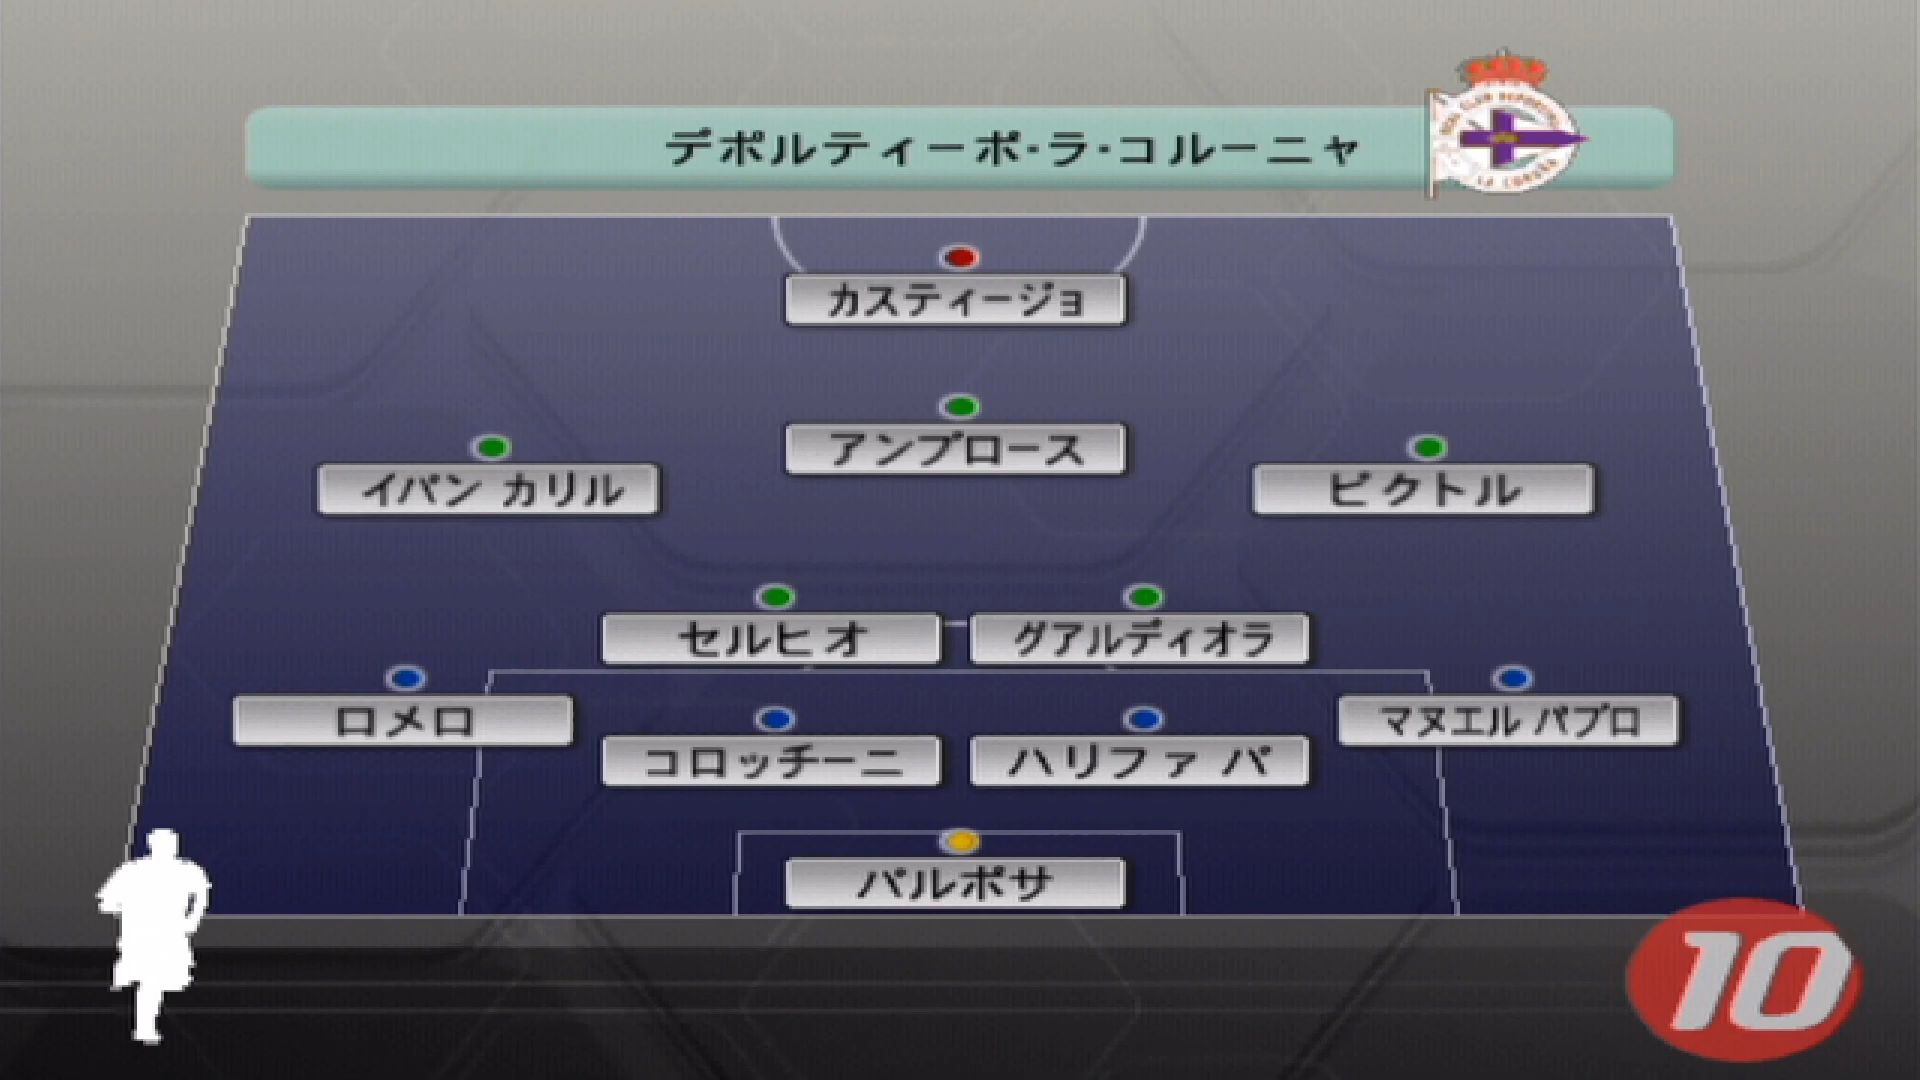 デポルティーボ・ラ・コルーニャ
カスティージョ
アンブロース
イバン カリル
ビクトル
セルヒオ
グアルディオラ
ロメロ
マヌエル パブロ
コロッチーニ
ハリファ バ
バルボサ
10